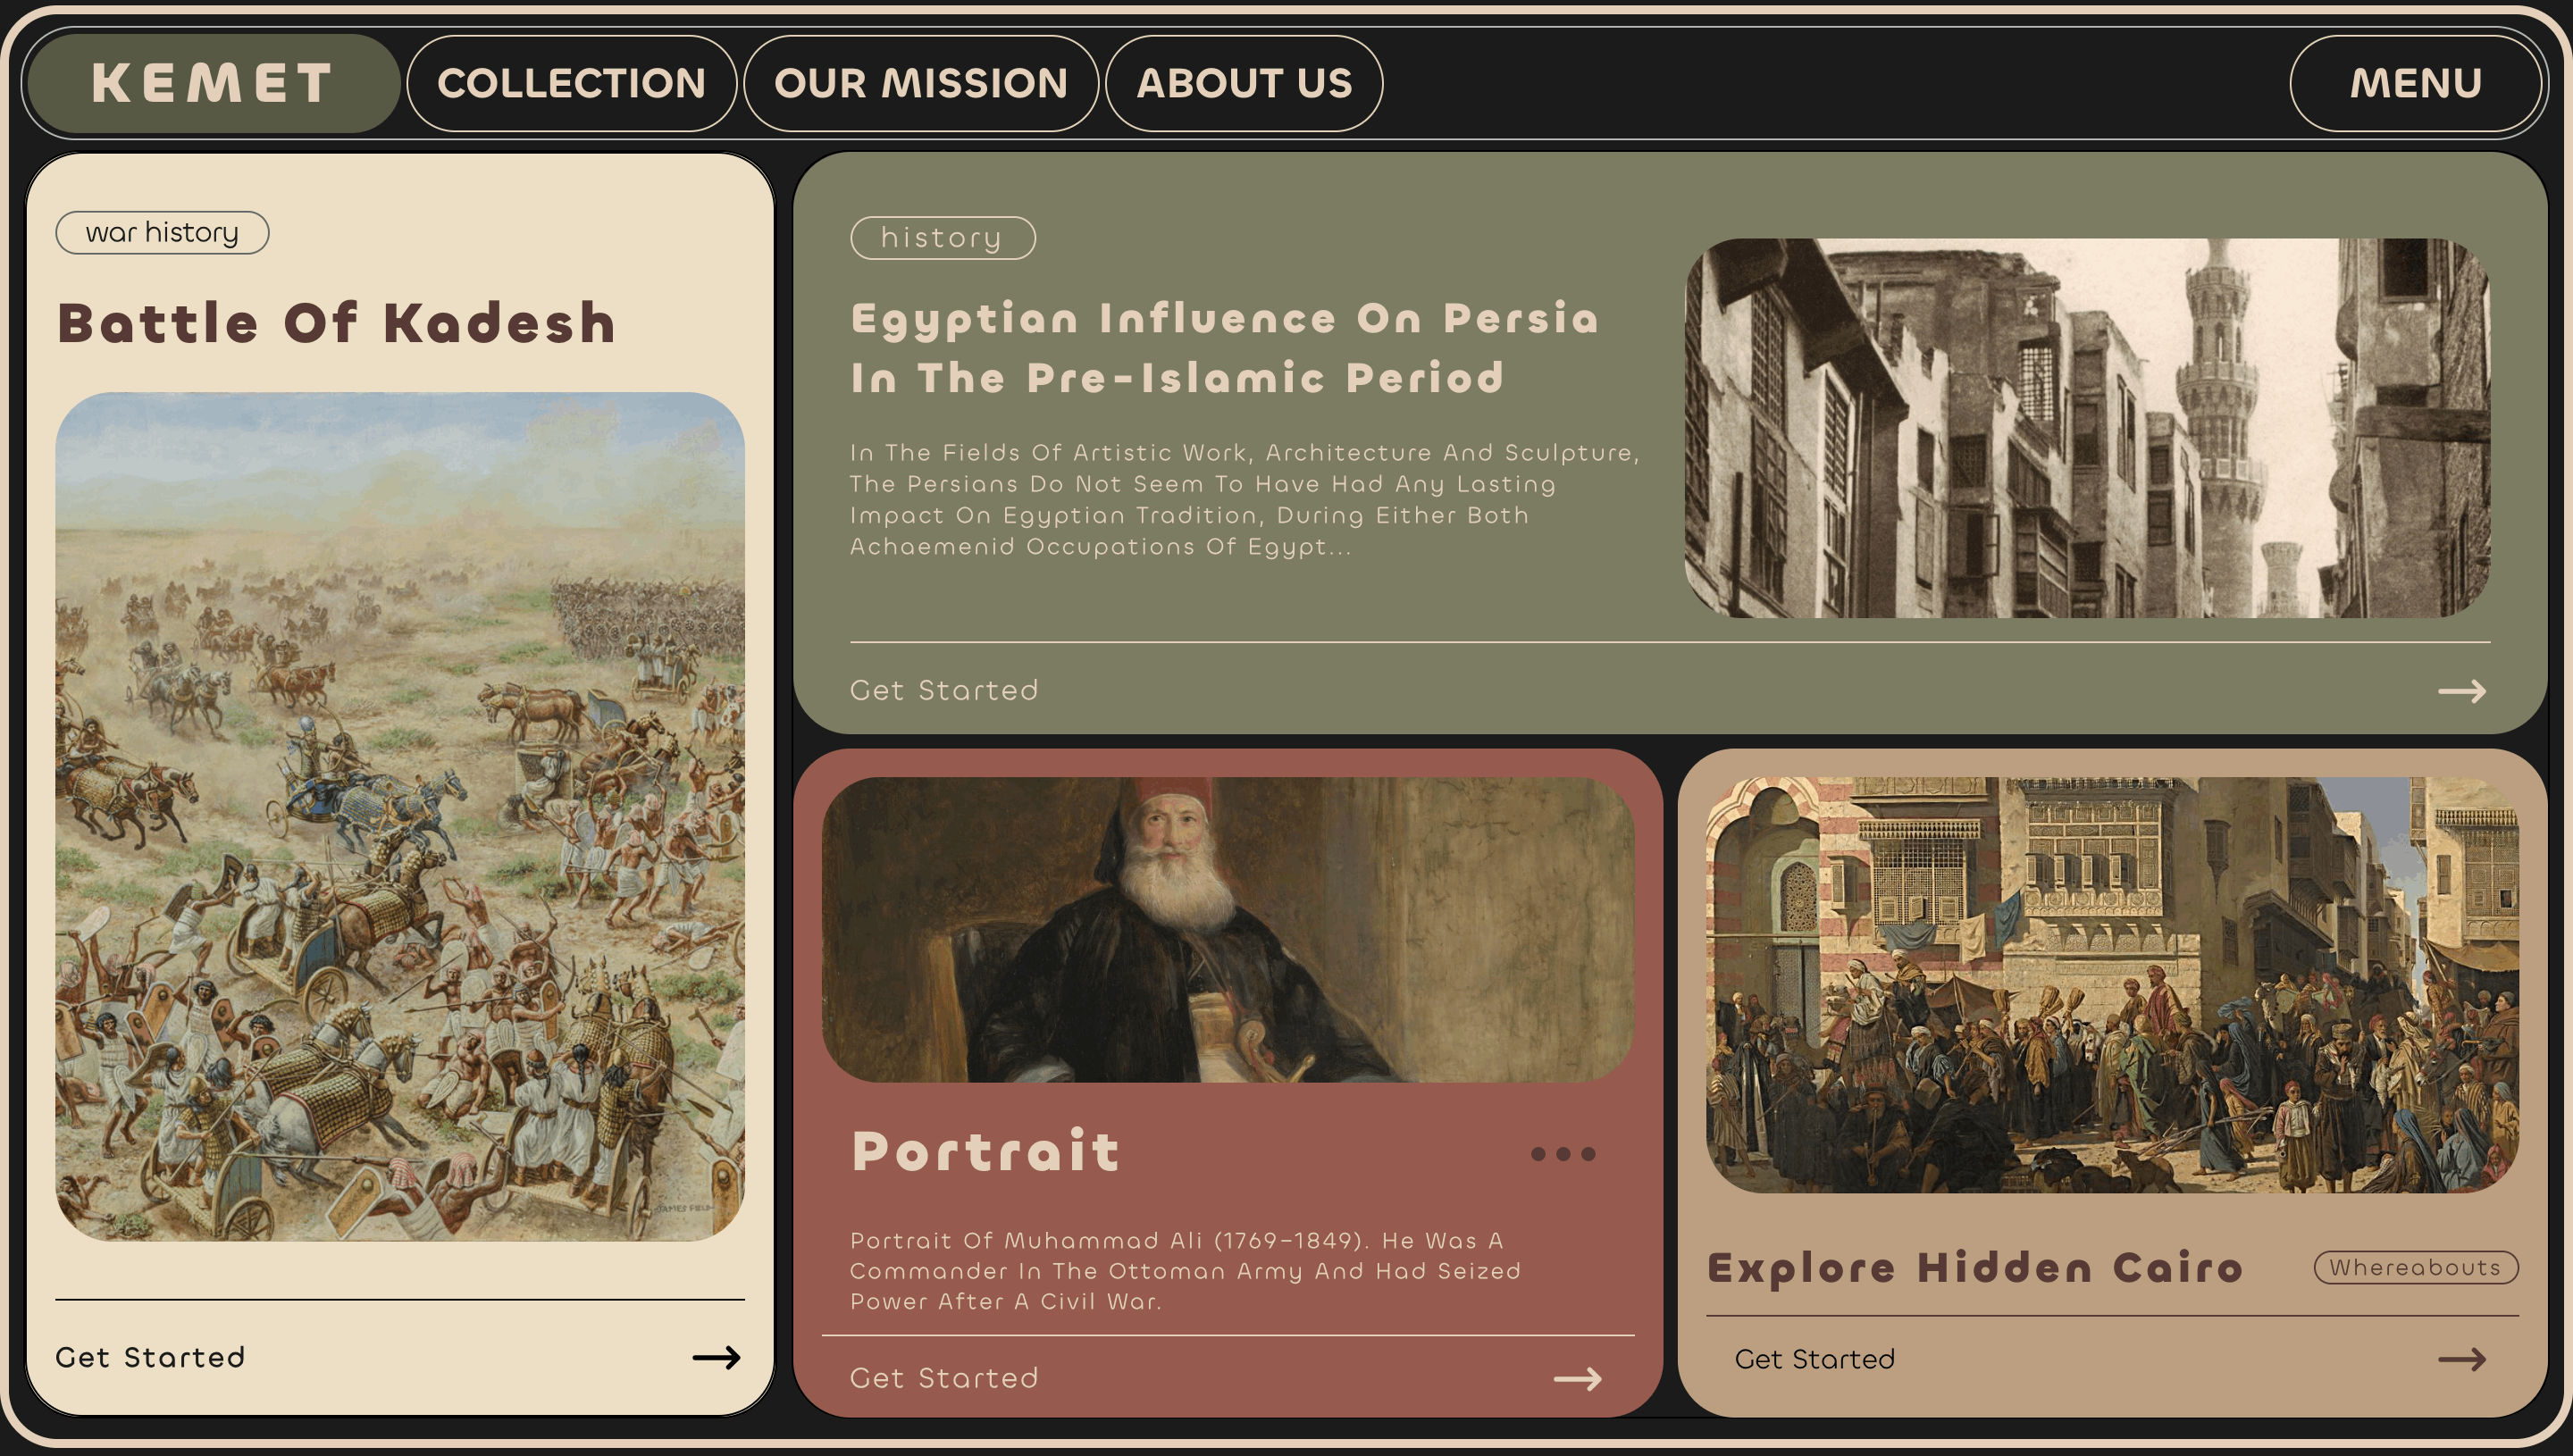 KEMET
COLLECTION
OUR MISSION
ABOUT US
MENU
war history
Battle Of Kadesh
JAMES FIELD
Get Started
history
Egyptian Influence On Persia
In The Pre-Islamic Period
In The Fields Of Artistic Work, Architecture And Sculpture,
The Persians Do Not Seem To Have Had Any Lasting
Impact On Egyptian Tradition, During Either Both
Achaemenid Occupations Of Egypt...
Get Started
Portrait
Portrait Of Muhammad Ali (1769-1849). He Was A
Commander In The Ottoman Army And Had Seized
Power After A Civil War.
Get Started
Explore Hidden Cairo
Whereabouts
Get Started